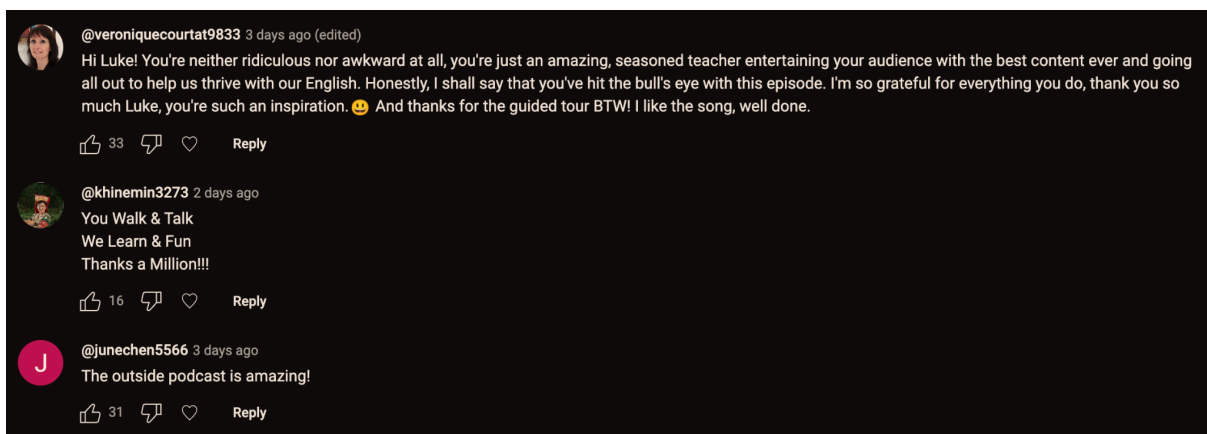 @veroniquecourtat9833 3 days ago (edited)
Hi Luke! You're neither ridiculous nor awkward at all, you're just an amazing, seasoned teacher entertaining your audience with the best content ever and going
all out to help us thrive with our English. Honestly, I shall say that you've hit the bull's eye with this episode. I'm so grateful for everything you do, thank you so
much Luke, you're such an inspiration. 😃 And thanks for the guided tour BTW! I like the song, well done.
33 Reply
@khinemin3273 2 days ago
You Walk & Talk
We Learn & Fun
Thanks a Million!!!
16 Reply
J
@junechen5566 3 days ago
The outside podcast is amazing!
31 Reply